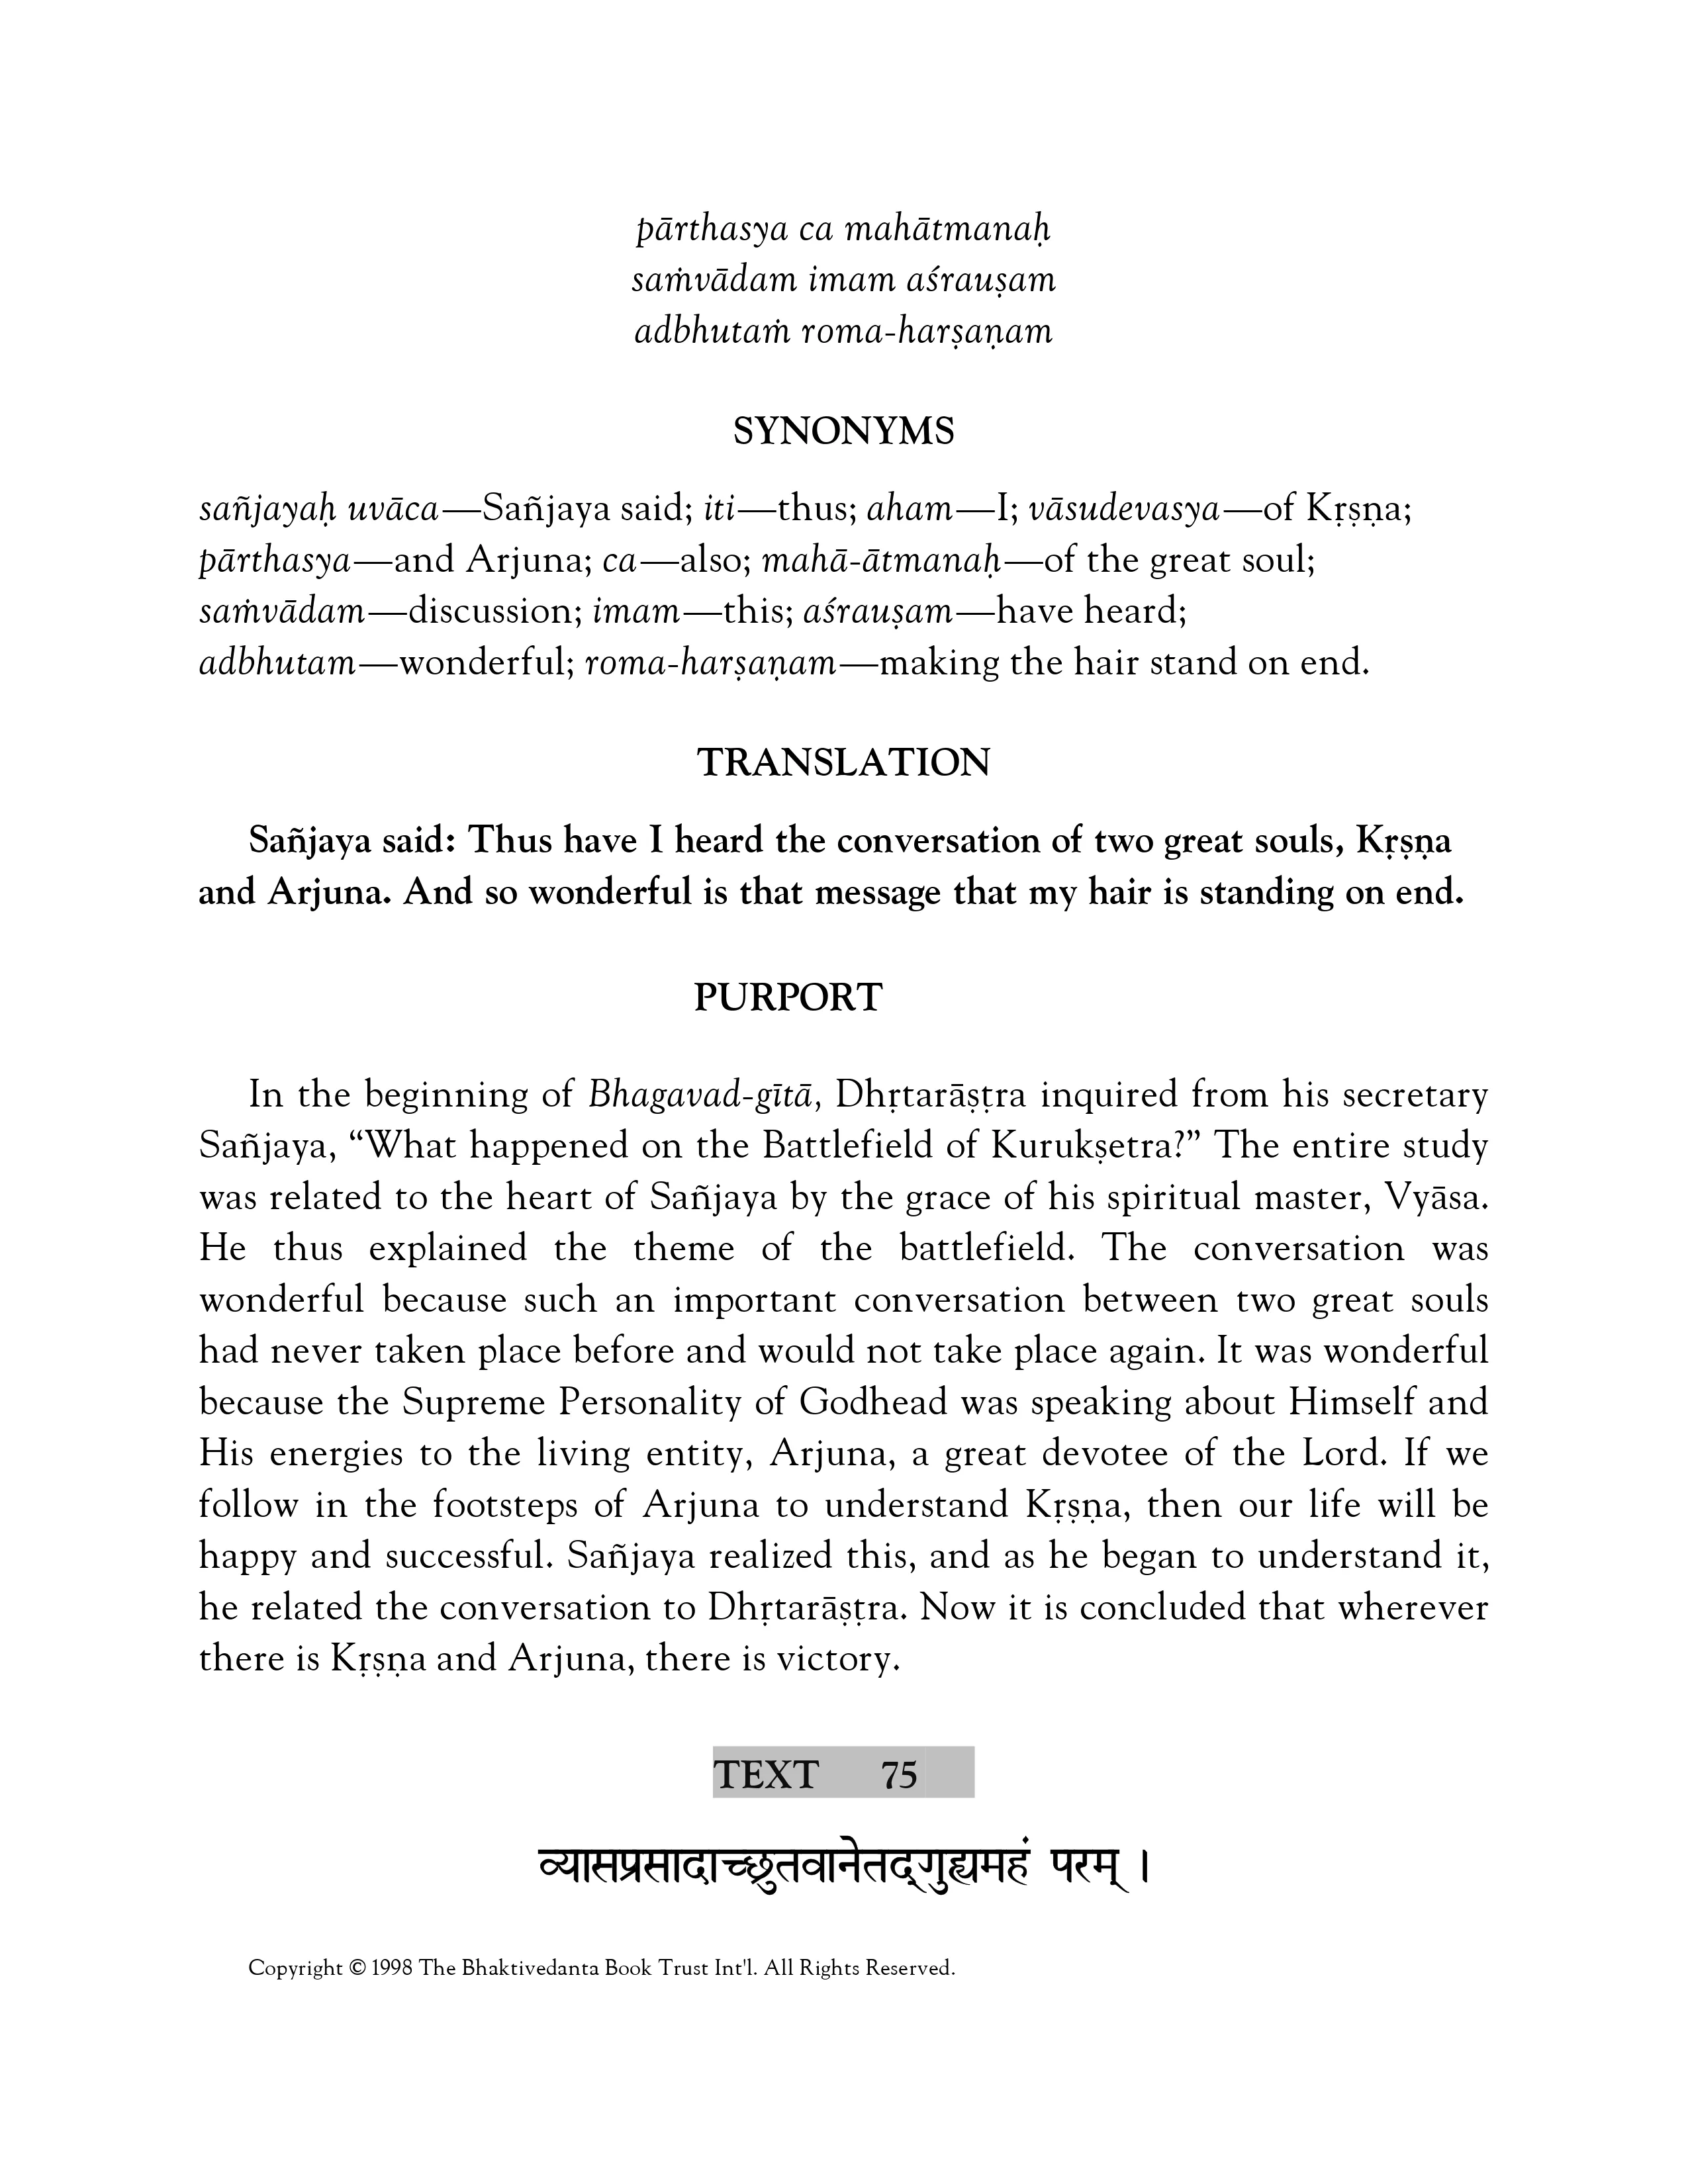 pārthasya ca mahātmanaḥ
saṁvādam imam aśrauṣam
adbhutaṁ roma-harṣaṇam
SYNONYMS
sañjayaḥ uvāca—Sañjaya said; iti—thus; aham—I; vāsudevasya—of Kṛṣṇa;
pārthasya—and Arjuna; ca—also; mahā-ātmanaḥ—of the great soul;
saṁvādam—discussion; imam—this; aśrauṣam—have heard;
adbhutam—wonderful; roma-harṣaṇam—making the hair stand on end.
TRANSLATION
Sañjaya said: Thus have I heard the conversation of two great souls, Kṛṣṇa
and Arjuna. And so wonderful is that message that my hair is standing on end.
PURPORT
In the beginning of Bhagavad-gītā, Dhṛtarāṣṭra inquired from his secretary
Sañjaya, “What happened on the Battlefield of Kurukṣetra?” The entire study
was related to the heart of Sañjaya by the grace of his spiritual master, Vyāsa.
He thus explained the theme of the battlefield. The conversation was
wonderful because such an important conversation between two great souls
had never taken place before and would not take place again. It was wonderful
because the Supreme Personality of Godhead was speaking about Himself and
His energies to the living entity, Arjuna, a great devotee of the Lord. If we
follow in the footsteps of Arjuna to understand Kṛṣṇa, then our life will be
happy and successful. Sañjaya realized this, and as he began to understand it,
he related the conversation to Dhṛtarāṣṭra. Now it is concluded that wherever
there is Kṛṣṇa and Arjuna, there is victory.
TEXT 75
व्यासप्रसादाच्छ्रुतवानेतद्‍गुह्यमहं परम् ।
Copyright © 1998 The Bhaktivedanta Book Trust Int'l. All Rights Reserved.